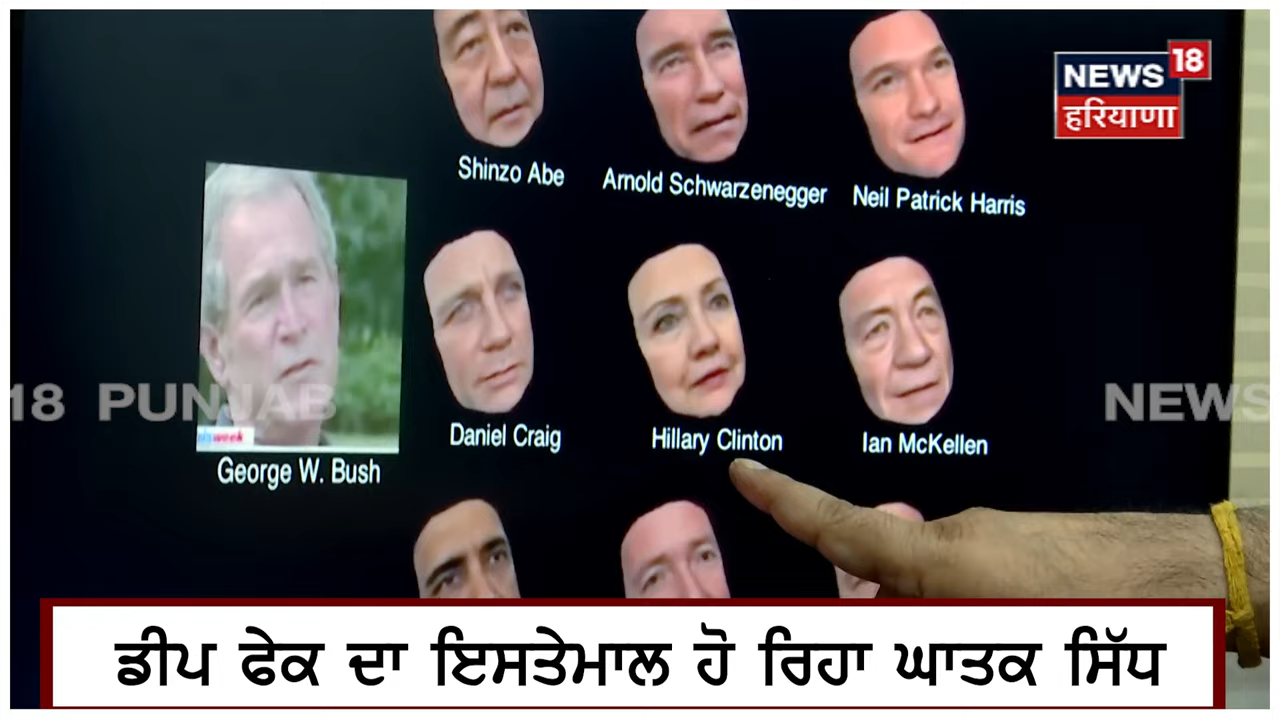 NEWS 18
हरियाणा
Shinzo Abe
Arnold Schwarzenegger
Neil Patrick Harris
Daniel Craig
Hillary Clinton
Ian McKellen
18 PUNJAB
NEWS
week
George W. Bush
ਡੀਪ ਫੇਕ ਦਾ ਇਸਤੇਮਾਲ ਹੋ ਰਿਹਾ ਘਾਤਕ ਸਿੱਧ